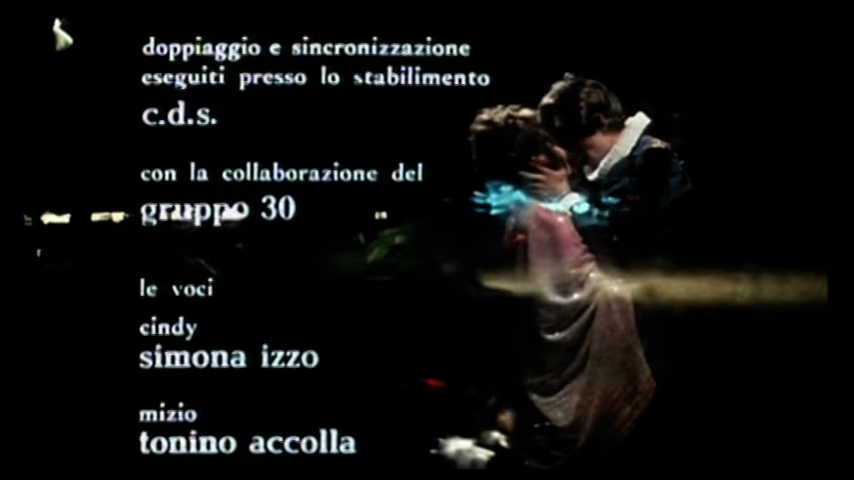 doppiaggio e sincronizzazione
eseguiti presso lo stabilimento
c.d.s.
con la collaborazione del
gruppo 30
le voci
cindy
simona izzo
mizio
tonino accolla